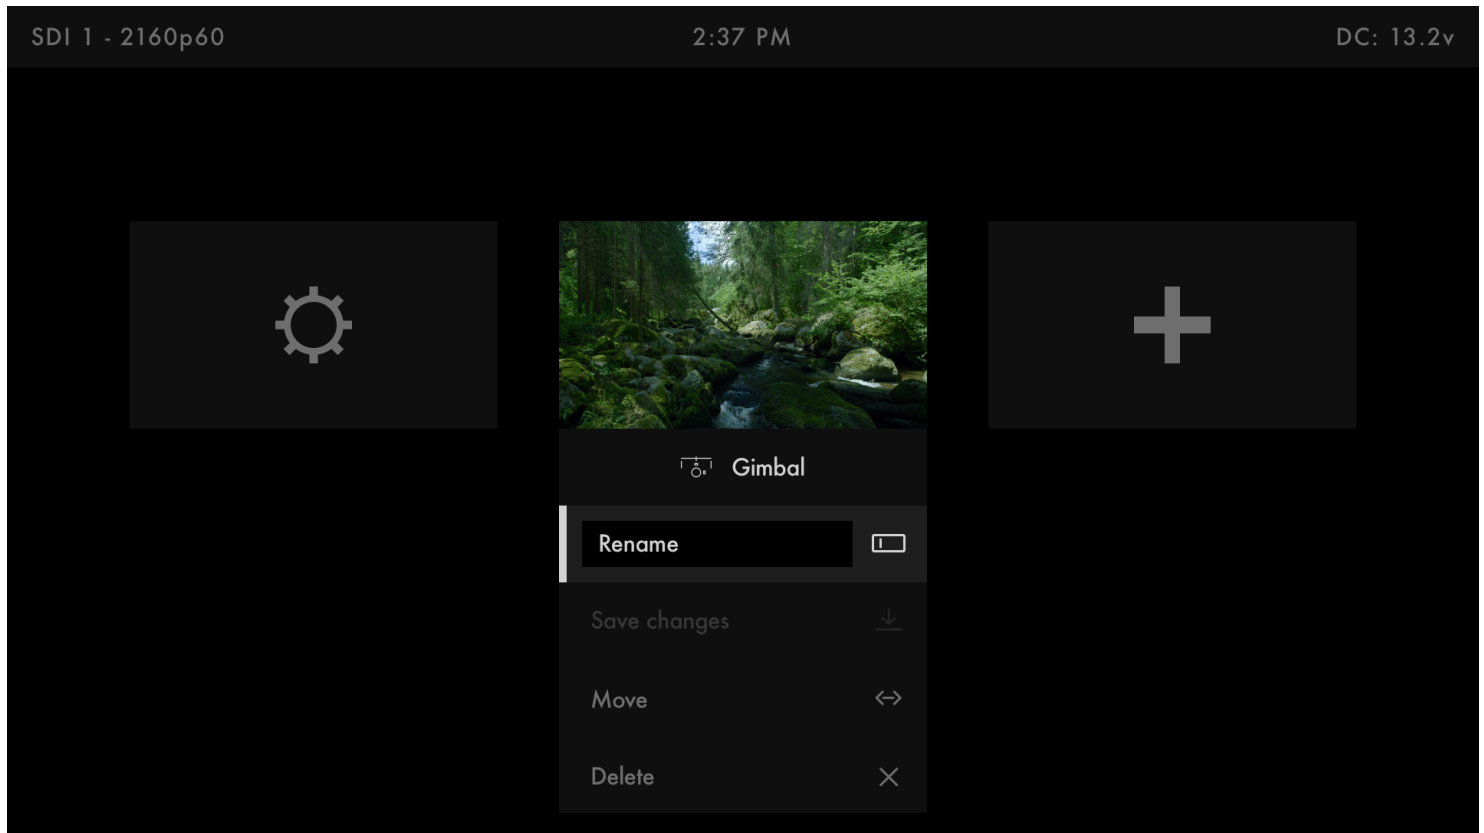 SDI 1 - 2160p60
2:37 PM
DC: 13.2v
Gimbal
Rename
Save changes
Move
Delete